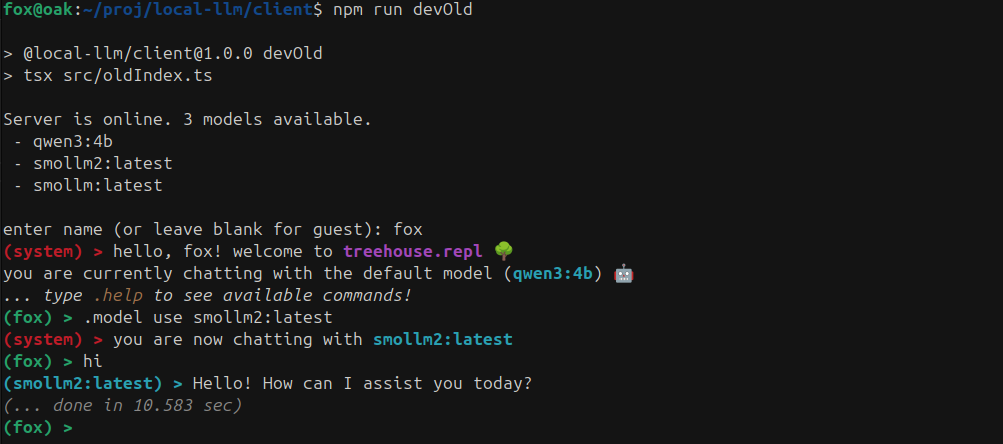 fox@oak:~/proj/local-llm/client$ npm run devOld
> @local-llm/client@1.0.0 devOld
> tsx src/oldIndex.ts
Server is online. 3 models available.
- qwen3:4b
- smollm2:latest
- smollm:latest
enter name (or leave blank for guest): fox
(system) > hello, fox! welcome to treehouse.repl 🌳
you are currently chatting with the default model (qwen3:4b) 🤖
... type .help to see available commands!
(fox) > .model use smollm2:latest
(system) > you are now chatting with smollm2:latest
(fox) > hi
(smollm2:latest) > Hello! How can I assist you today?
(... done in 10.583 sec)
(fox) >